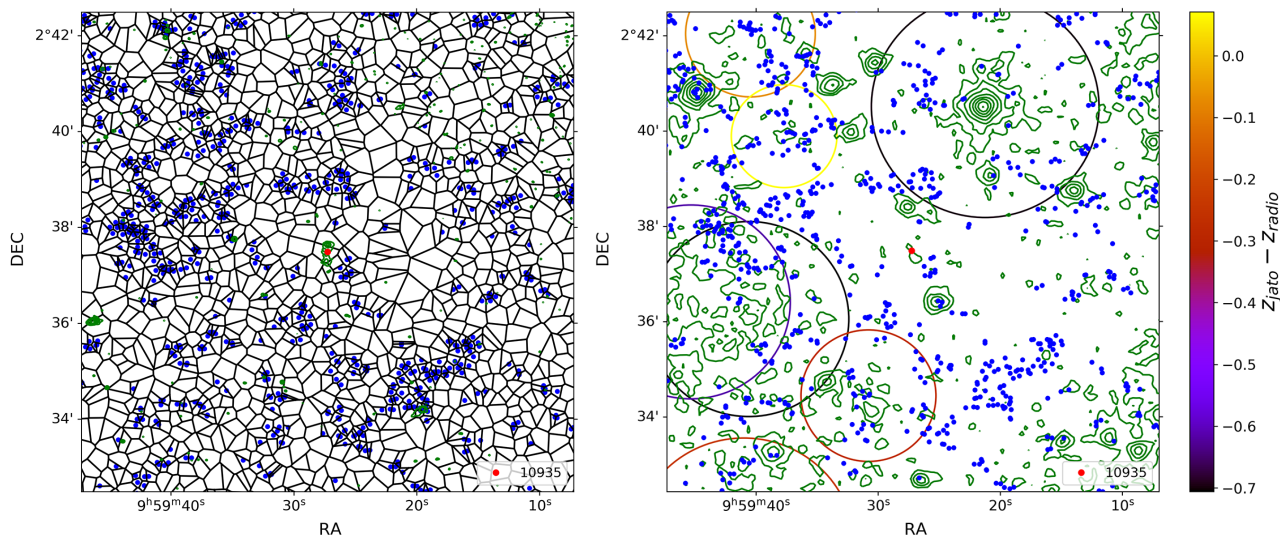 2°42'
40'
38'
36'
34'
DEC
9ʰ59ᵐ40ˢ
30ˢ
20ˢ
10ˢ
RA
10935
2°42'
40'
38'
36'
34'
DEC
9ʰ59ᵐ40ˢ
30ˢ
20ˢ
10ˢ
RA
10935
0.0
−0.1
−0.2
−0.3
−0.4
−0.5
−0.6
−0.7
z_lato − z_radio